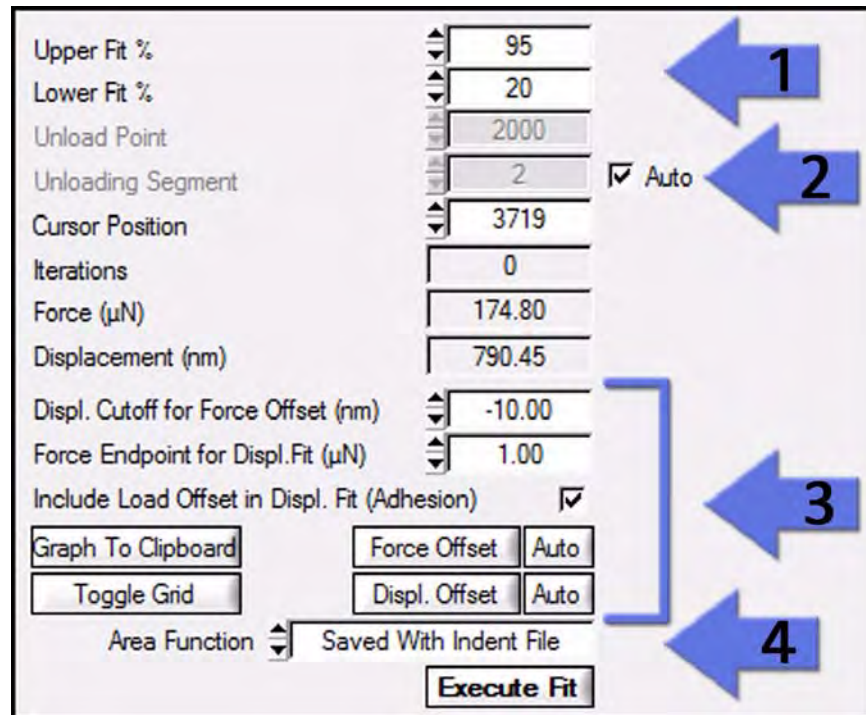 Upper Fit % 95
1
Lower Fit % 20
Unload Point 2000
Unloading Segment 2 Auto
2
Cursor Position 3719
Iterations 0
Force (µN) 174.80
Displacement (nm) 790.45
Displ. Cutoff for Force Offset (nm) -10.00
Force Endpoint for Displ.Fit (µN) 1.00
Include Load Offset in Displ. Fit (Adhesion)
3
Graph To Clipboard Force Offset Auto
Toggle Grid Displ. Offset Auto
Area Function Saved With Indent File
4
Execute Fit